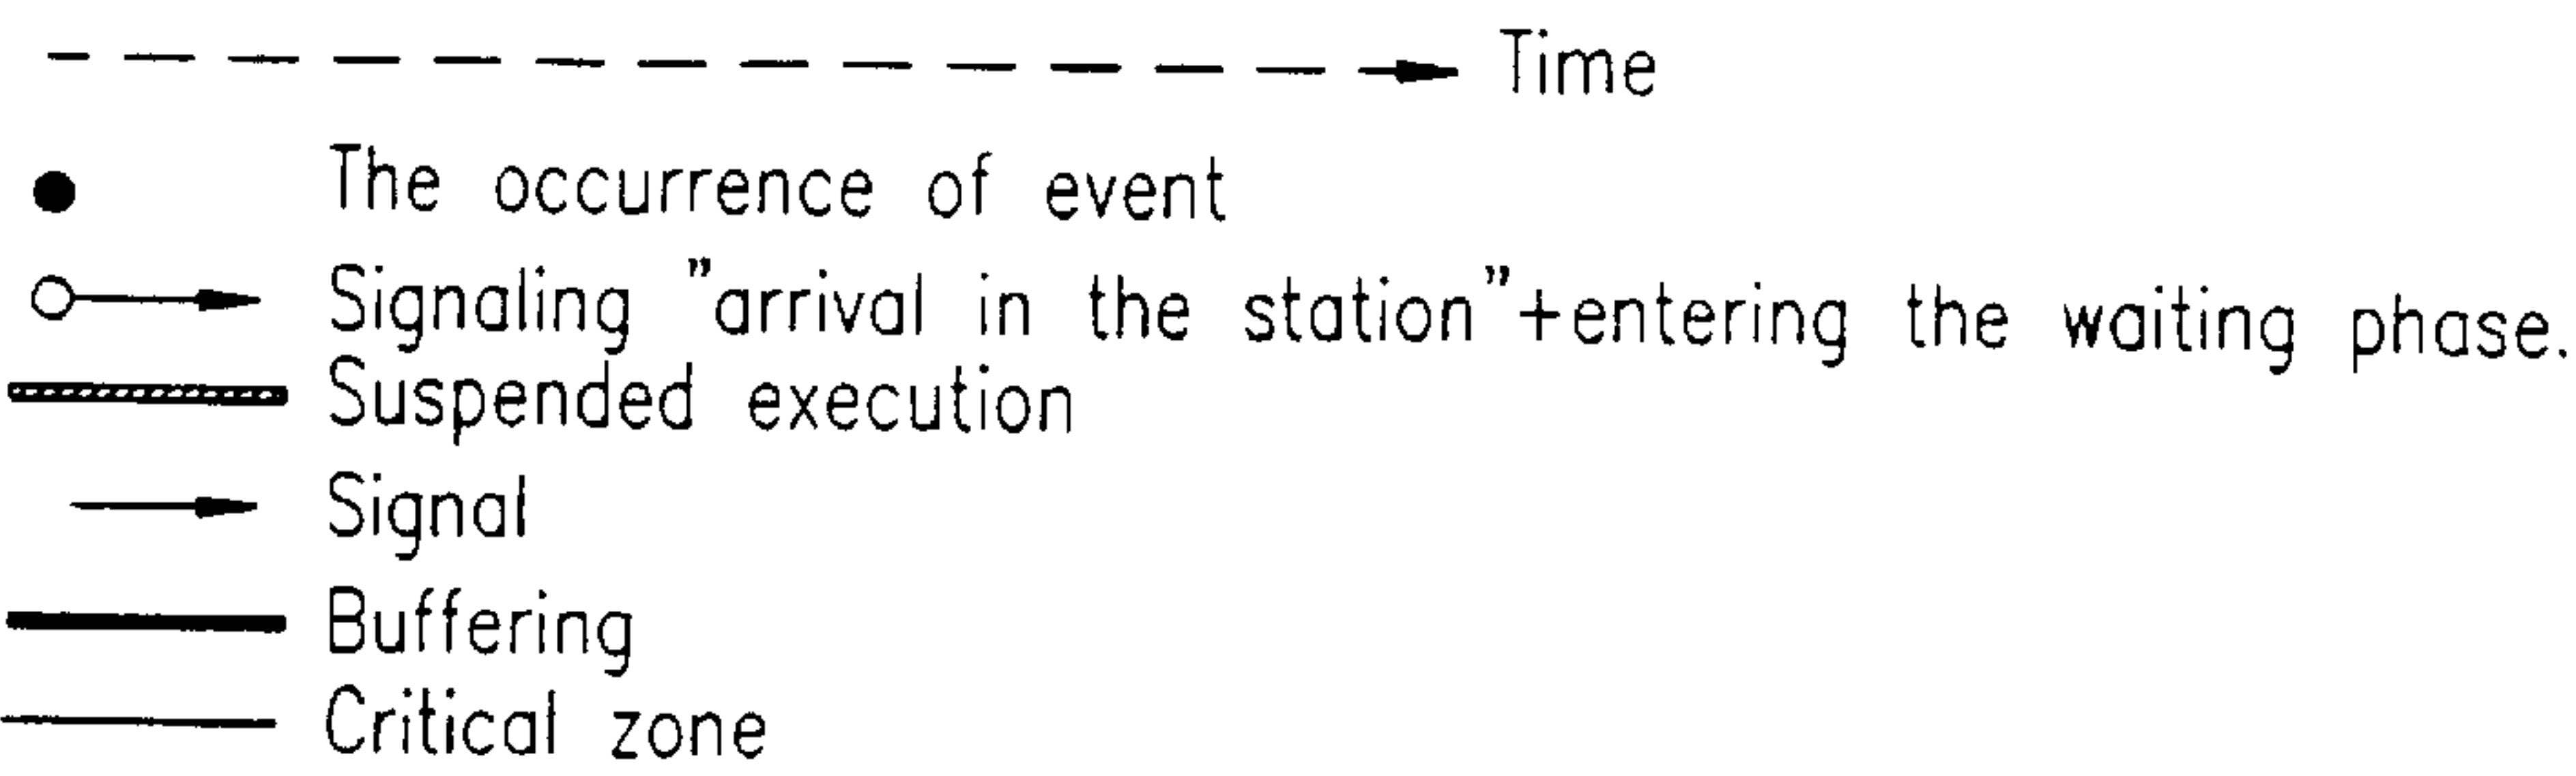 Time
The occurrence of event
Signaling "arrival in the station"+entering the waiting phase.
Suspended execution
Signal
Buffering
Critical zone